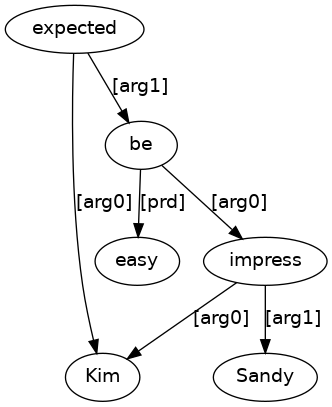 expected
[arg1]
be
[arg0] [prd] [arg0]
easy impress
[arg0] [arg1]
Kim Sandy